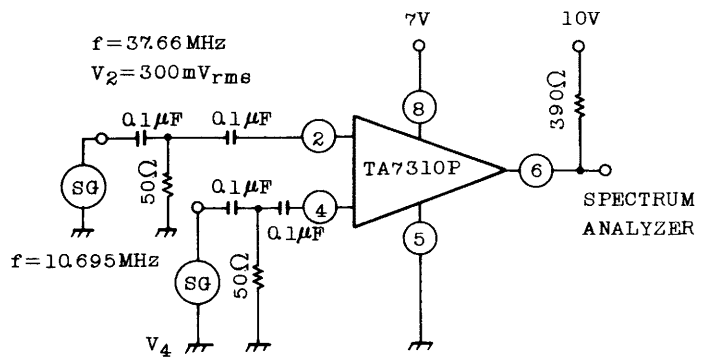 f=37.66MHz
V2=300mVrms
7V
10V
0.1μF
0.1μF
390Ω
8
2
TA7310P
6
SG
50Ω
0.1μF
4
0.1μF
SPECTRUM
ANALYZER
5
f=10.695MHz
SG
50Ω
V4